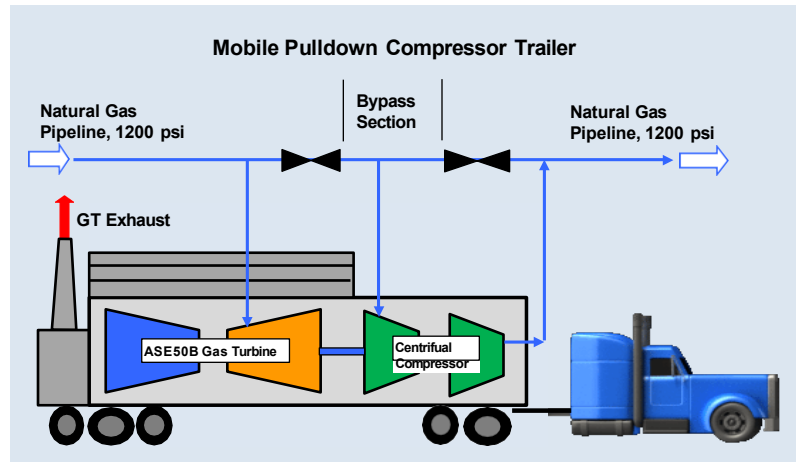 Mobile Pulldown Compressor Trailer
Natural Gas
Pipeline, 1200 psi
Bypass
Section
Natural Gas
Pipeline, 1200 psi
GT Exhaust
ASE50B Gas Turbine
Centrifual
Compressor